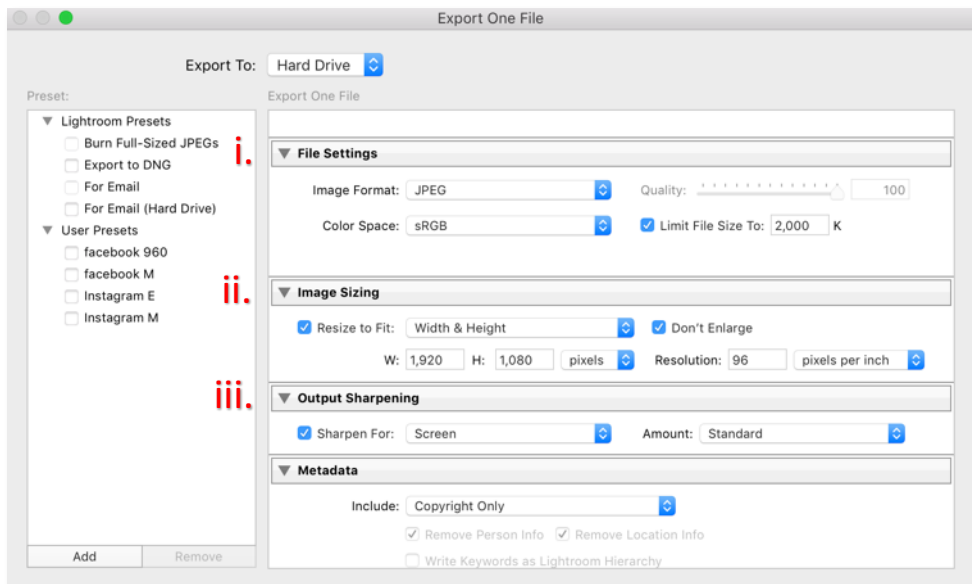 Export One File
Export To: Hard Drive
Preset:
Export One File
Lightroom Presets
Burn Full-Sized JPEGs
Export to DNG
For Email
For Email (Hard Drive)
User Presets
facebook 960
facebook M
Instagram E
Instagram M
Add Remove
i.
File Settings
Image Format: JPEG Quality: 100
Color Space: sRGB Limit File Size To: 2,000 K
ii.
Image Sizing
Resize to Fit: Width & Height Don't Enlarge
W: 1,920 H: 1,080 pixels Resolution: 96 pixels per inch
iii.
Output Sharpening
Sharpen For: Screen Amount: Standard
Metadata
Include: Copyright Only
Remove Person Info Remove Location Info
Write Keywords as Lightroom Hierarchy